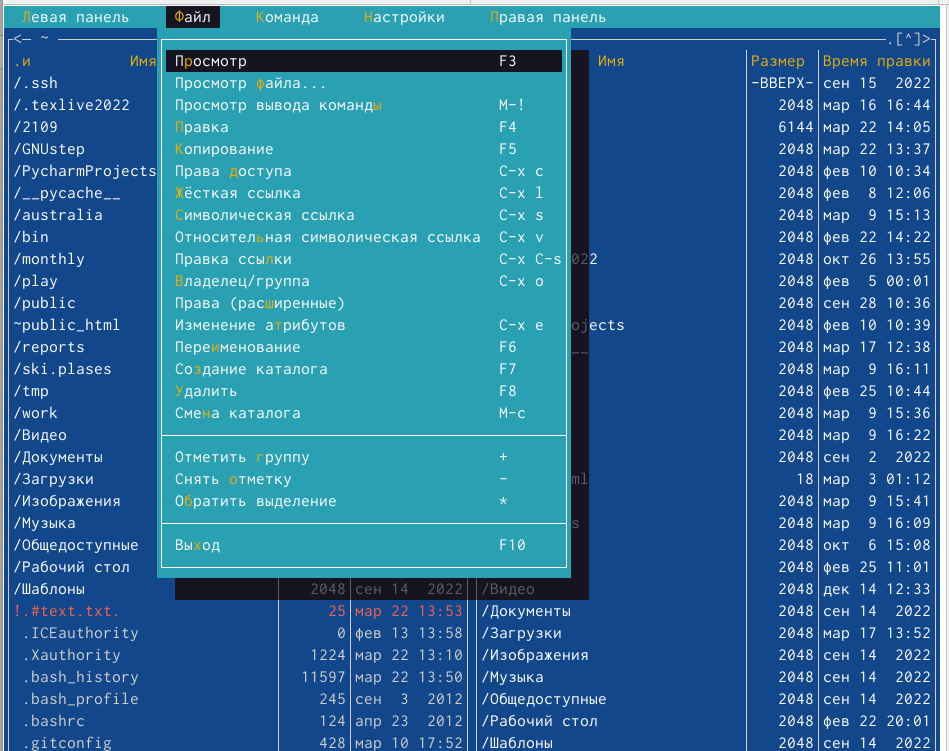 Левая панель Файл Команда Настройки Правая панель
<— ~ .[^]>
.и Имя Имя Размер Время правки
/.ssh Просмотр F3 -ВВЕРХ- сен 15 2022
/.texlive2022 Просмотр файла... 2048 мар 16 16:44
/2109 Просмотр вывода команды M-! 6144 мар 22 14:05
/GNUstep Правка F4 2048 мар 22 13:37
/PycharmProjects Копирование F5 2048 фев 10 10:34
/__pycache__ Права доступа C-x c 2048 фев 8 12:06
/australia Жёсткая ссылка C-x l 2048 мар 9 15:13
/bin Символическая ссылка C-x s 2048 фев 22 14:22
/monthly Относительная символическая ссылка C-x v 2048 окт 26 13:55
/play Правка ссылки C-x C-s 022 2048 фев 5 00:01
/public Владелец/группа C-x o 2048 сен 28 10:36
~public_html Права (расширенные) 2048 фев 10 10:39
/reports Изменение атрибутов C-x e ojects 2048 мар 17 12:38
/ski.plases Переименование F6 __ 2048 мар 9 16:11
/tmp Создание каталога F7 2048 фев 25 10:44
/work Удалить F8 2048 мар 9 15:36
/Видео Смена каталога M-c 2048 мар 9 16:22
/Документы Отметить группу + 2048 сен 2 2022
/Загрузки Снять отметку - ml 18 мар 3 01:12
/Изображения Обратить выделение * 2048 мар 9 15:41
/Музыка s 2048 мар 9 16:09
/Общедоступные Выход F10 2048 окт 6 15:08
/Рабочий стол 2048 фев 25 11:01
/Шаблоны 2048 сен 14 2022 /Видео 2048 дек 14 12:33
!.#text.txt. 25 мар 22 13:53 /Документы 2048 сен 14 2022
.ICEauthority 0 фев 13 13:58 /Загрузки 2048 мар 17 13:52
.Xauthority 1224 мар 22 13:10 /Изображения 2048 сен 14 2022
.bash_history 11597 мар 22 13:50 /Музыка 2048 сен 14 2022
.bash_profile 245 сен 3 2012 /Общедоступные 2048 сен 14 2022
.bashrc 124 апр 23 2012 /Рабочий стол 2048 фев 22 20:01
.gitconfig 428 мар 10 17:52 /Шаблоны 2048 сен 14 2022